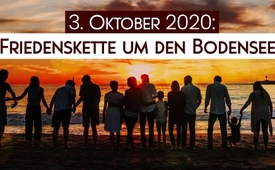 3. Oktober 2020:
Friedenskette um den Bodensee